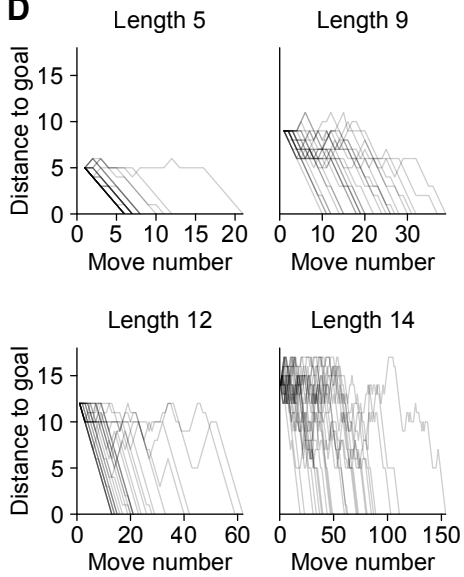 D
Length 5
Length 9
Distance to goal
15
10
5
0
0 5 10 15 20
0 10 20 30
Move number
Move number
Length 12
Length 14
Distance to goal
15
10
5
0
0 20 40 60
0 50 100 150
Move number
Move number